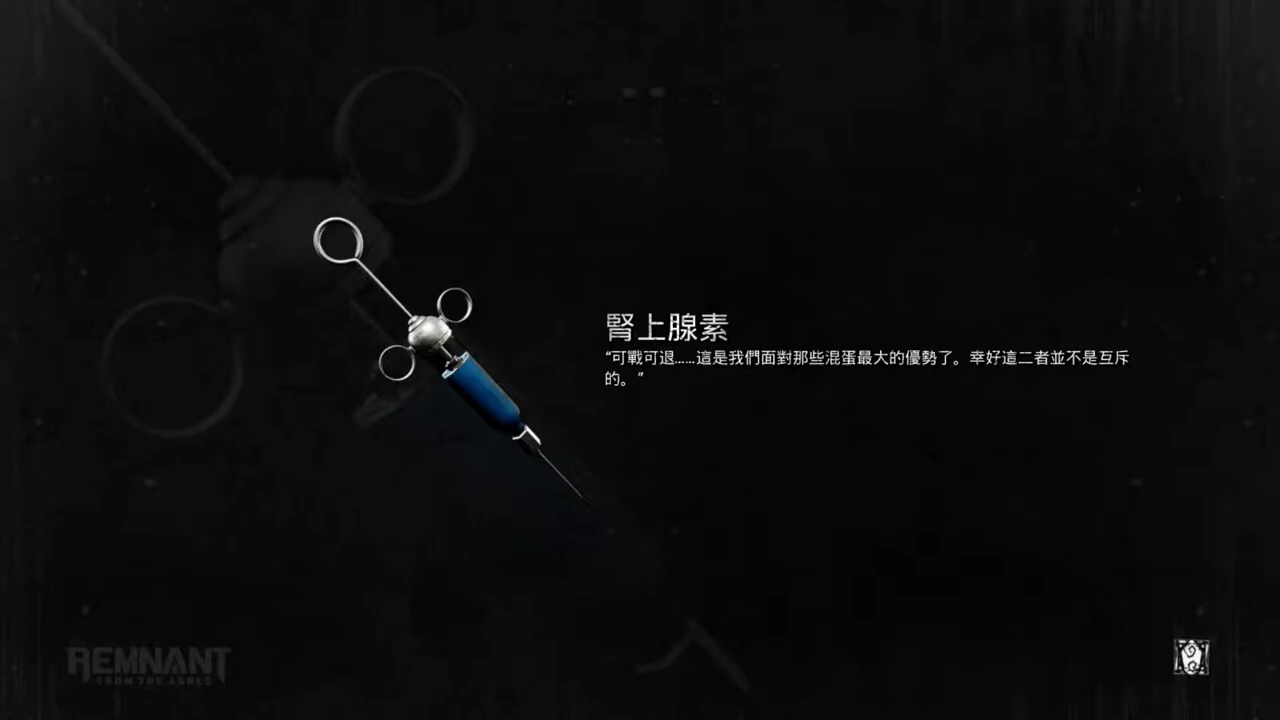 腎上腺素
“可戰可退……這是我們面對那些混蛋最大的優勢了。幸好這二者並不是互斥
的。”
REMNANT
FROM THE ASHES